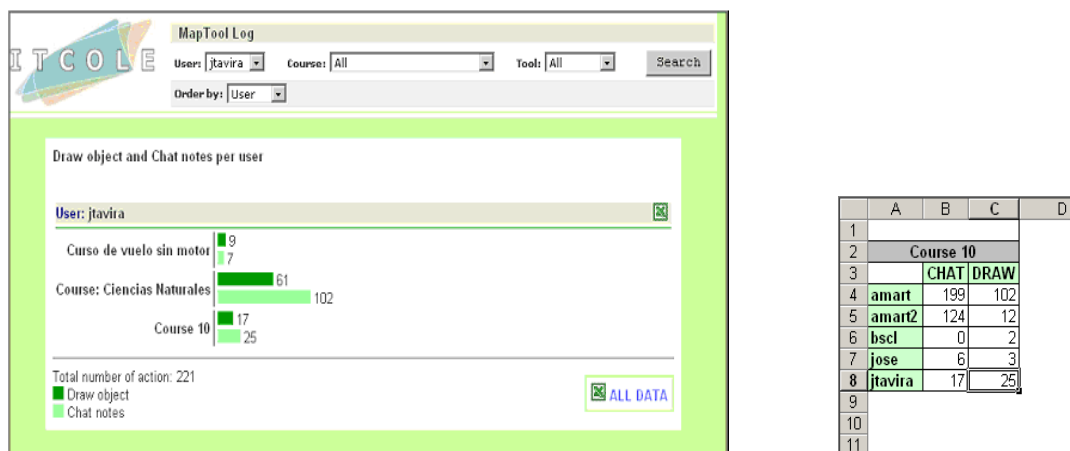 ITCOLE
MapTool Log
User: jtavira Course: All Tool: All Search
Order by: User
Draw object and Chat notes per user
User: jtavira
Curso de vuelo sin motor 9
7
Course: Ciencias Naturales 61
102
Course 10 17
25
Total number of action: 221
Draw object
Chat notes
ALL DATA
A B C D
1
2 Course 10
3 CHAT DRAW
4 amart 199 102
5 amart2 124 12
6 bscl 0 2
7 jose 6 3
8 jtavira 17 25
9
10
11